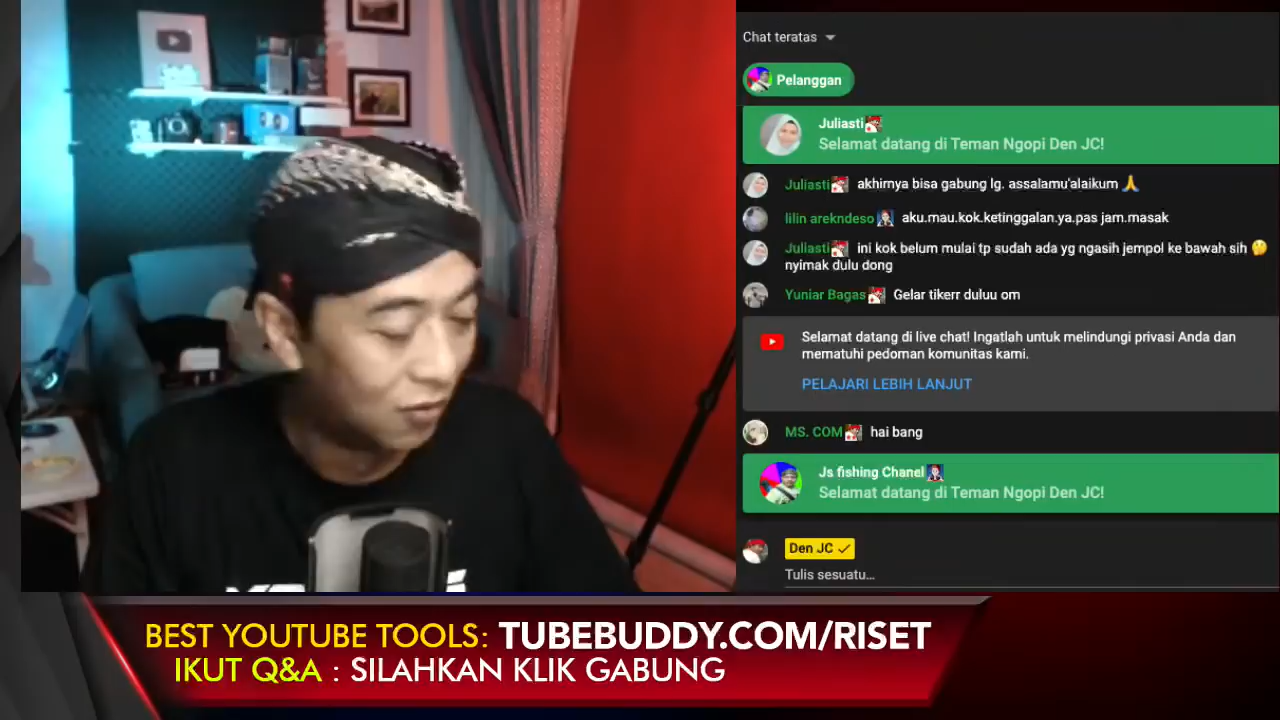 Chat teratas
Pelanggan
Juliasti
Selamat datang di Teman Ngopi Den JC!
Juliasti akhirnya bisa gabung lg. assalamu'alaikum 🙏
lilin arekndeso aku.mau.kok.ketinggalan.ya.pas jam.masak
Juliasti ini kok belum mulai tp sudah ada yg ngasih jempol ke bawah sih 🤔
nyimak dulu dong
Yuniar Bagas Gelar tikerr duluu om
Selamat datang di live chat! Ingatlah untuk melindungi privasi Anda dan
mematuhi pedoman komunitas kami.
PELAJARI LEBIH LANJUT
MS. COM hai bang
Js fishing Chanel
Selamat datang di Teman Ngopi Den JC!
Den JC
Tulis sesuatu...
BEST YOUTUBE TOOLS: TUBEBUDDY.COM/RISET
IKUT Q&A : SILAHKAN KLIK GABUNG